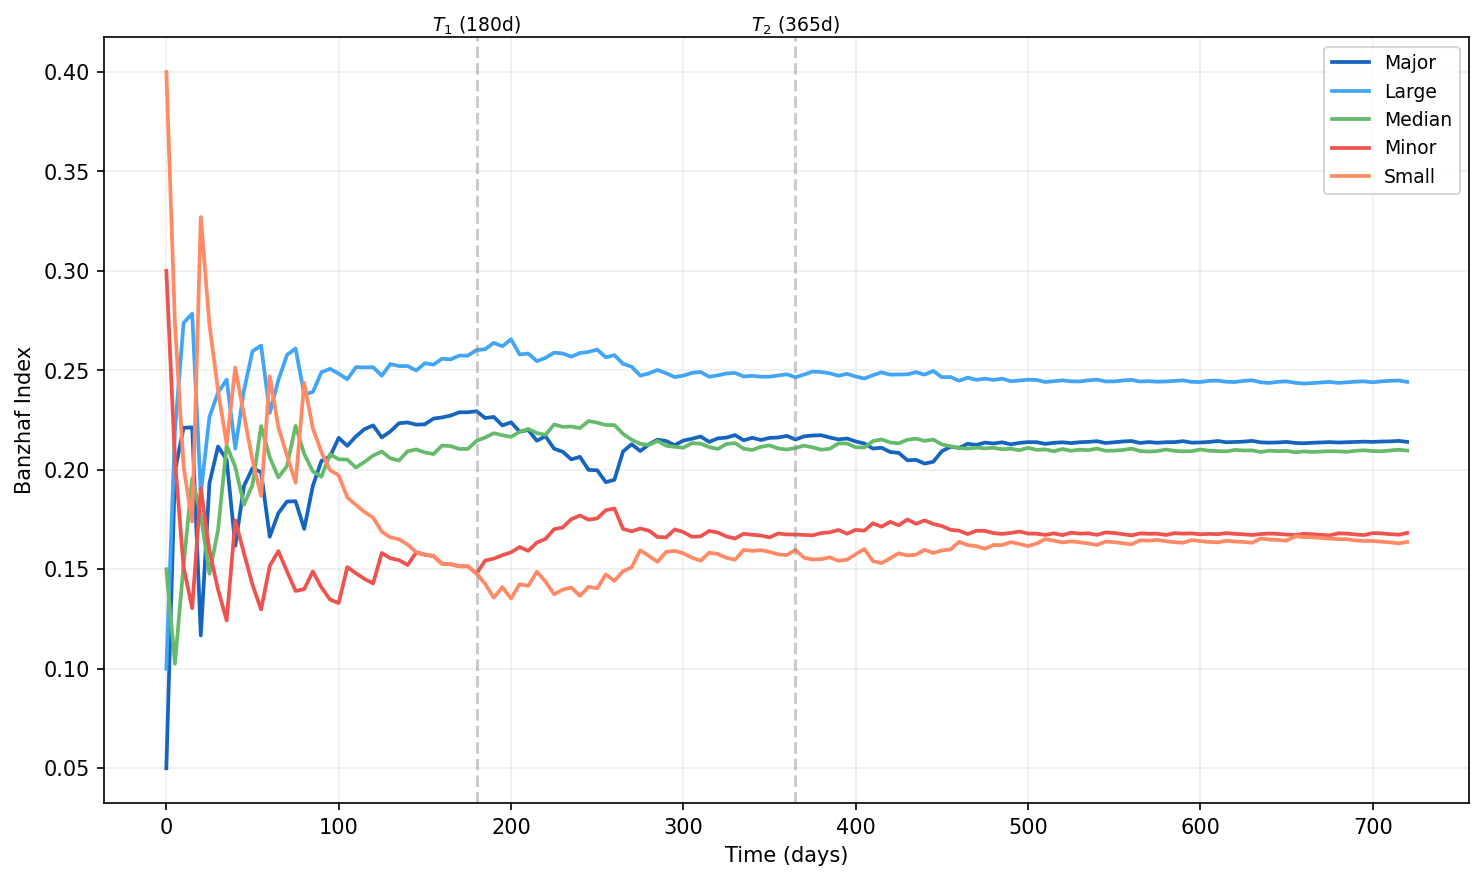 T₁ (180d) T₂ (365d)
Major
Large
Median
Minor
Small
0.40
0.35
0.30
0.25
0.20
0.15
0.10
0.05
Banzhaf Index
0 100 200 300 400 500 600 700
Time (days)